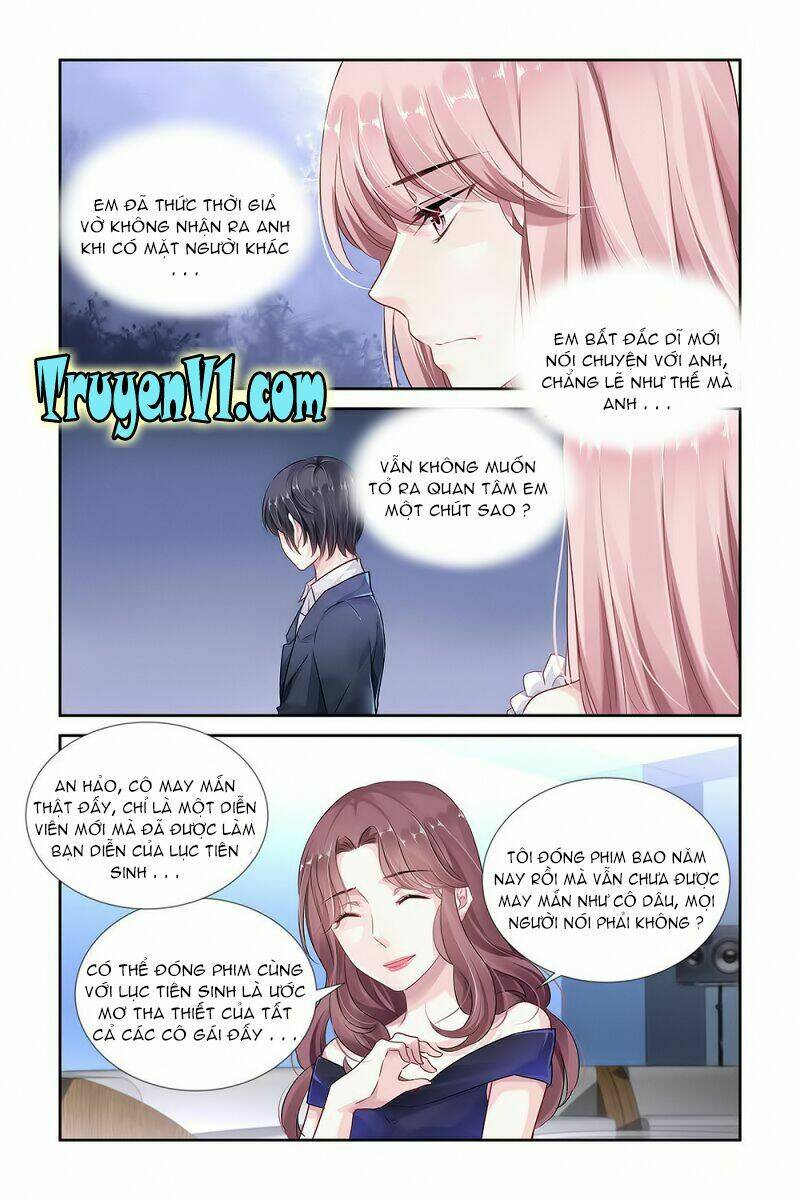 EM ĐÃ THỨC THỜI GIẢ
VỜ KHÔNG NHẬN RA ANH
KHI CÓ MẶT NGƯỜI KHÁC
. . .
EM BẤT ĐẮC DĨ MỚI
NÓI CHUYỆN VỚI ANH,
CHẲNG LẼ NHƯ THẾ MÀ
ANH . . .
TruyenV1.com
VẪN KHÔNG MUỐN
TỎ RA QUAN TÂM EM
MỘT CHÚT SAO ?
AN HẢO, CÔ MAY MẮN
THẬT ĐẤY, CHỈ LÀ MỘT DIỄN
VIÊN MỚI MÀ ĐÃ ĐƯỢC LÀM
BẠN DIỄN CỦA LỤC TIÊN
SINH . . .
TÔI ĐÓNG PHIM BAO NĂM
NAY RỒI MÀ VẪN CHƯA ĐƯỢC
MAY MẮN NHƯ CÔ DÂU, MỌI
NGƯỜI NÓI PHẢI KHÔNG ?
CÓ THỂ ĐÓNG PHIM CÙNG
VỚI LỤC TIÊN SINH LÀ ƯỚC
MƠ THA THIẾT CỦA TẤT
CẢ CÁC CÔ GÁI ĐẤY . . .